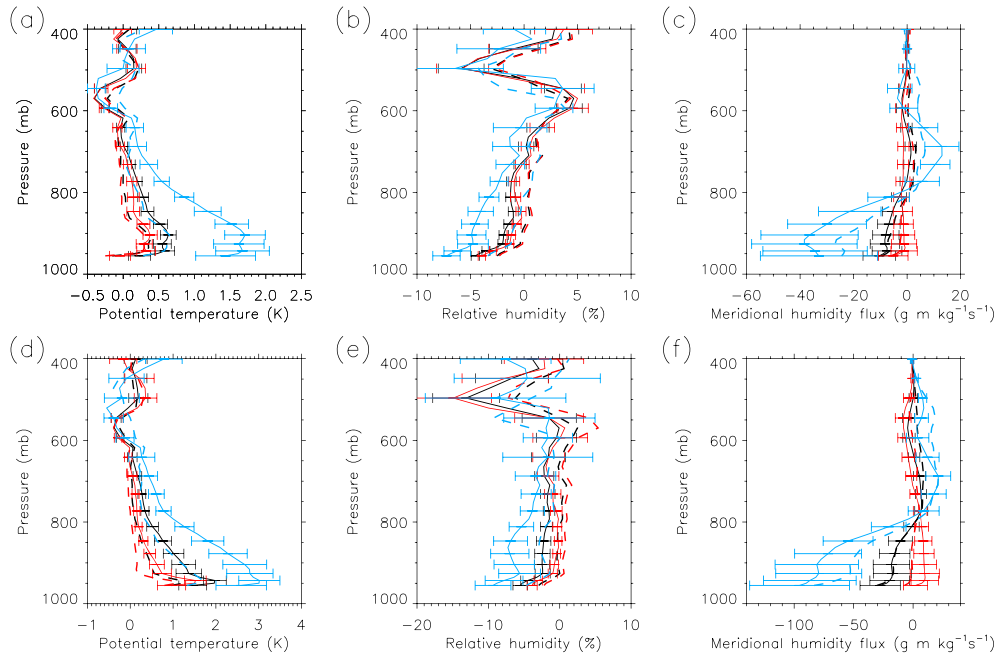 (a) (b) (c)
400 400 400
600 600 600
800 800 800
1000 1000 1000
Pressure (mb) Pressure (mb) Pressure (mb)
-0.5 0.0 0.5 1.0 1.5 2.0 2.5 -10 -5 0 5 10 -60 -40 -20 0 20
Potential temperature (K) Relative humidity (%) Meridional humidity flux (g m kg⁻¹s⁻¹)
(d) (e) (f)
400 400 400
600 600 600
800 800 800
1000 1000 1000
Pressure (mb) Pressure (mb) Pressure (mb)
-1 0 1 2 3 4 -20 -10 0 10 20 -100 -50 0
Potential temperature (K) Relative humidity (%) Meridional humidity flux (g m kg⁻¹s⁻¹)